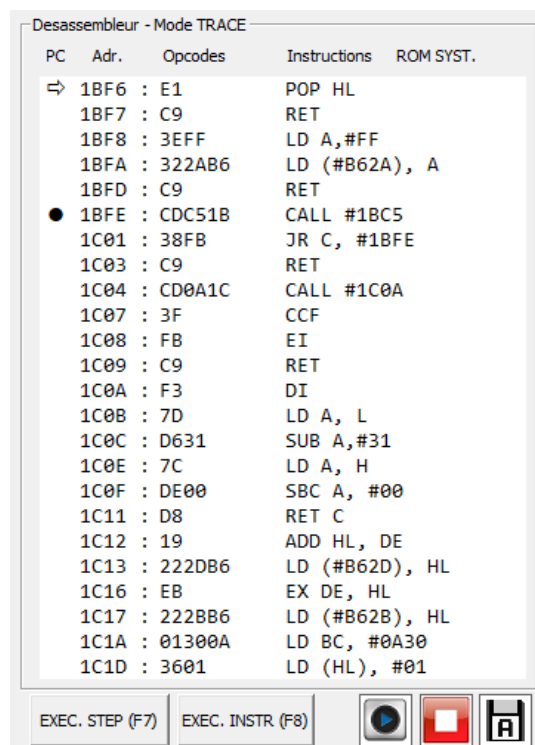 Desassembleur - Mode TRACE
PC Adr. Opcodes Instructions ROM SYST.
1BF6 : E1 POP HL
1BF7 : C9 RET
1BF8 : 3EFF LD A,#FF
1BFA : 322AB6 LD (#B62A), A
1BFD : C9 RET
1BFE : CDC51B CALL #1BC5
1C01 : 38FB JR C, #1BFE
1C03 : C9 RET
1C04 : CD0A1C CALL #1C0A
1C07 : 3F CCF
1C08 : FB EI
1C09 : C9 RET
1C0A : F3 DI
1C0B : 7D LD A, L
1C0C : D631 SUB A,#31
1C0E : 7C LD A, H
1C0F : DE00 SBC A, #00
1C11 : D8 RET C
1C12 : 19 ADD HL, DE
1C13 : 222DB6 LD (#B62D), HL
1C16 : EB EX DE, HL
1C17 : 222BB6 LD (#B62B), HL
1C1A : 01300A LD BC, #0A30
1C1D : 3601 LD (HL), #01
EXEC. STEP (F7) EXEC. INSTR (F8) A